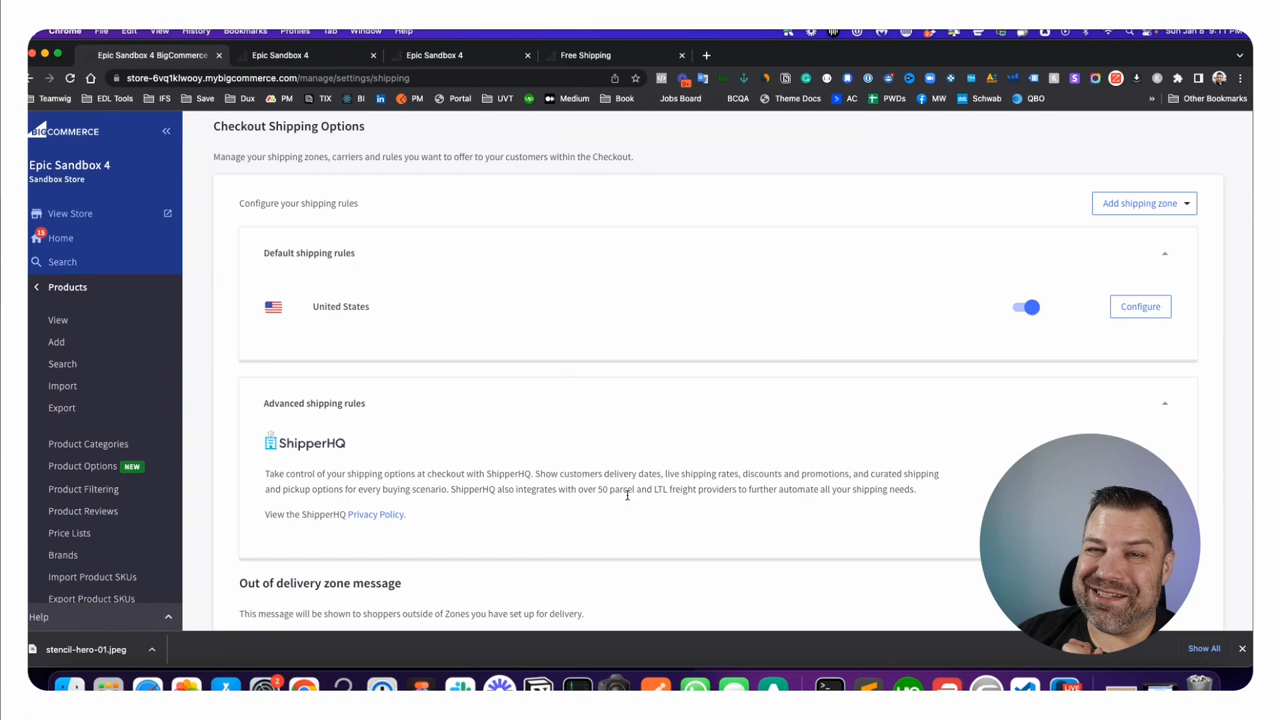 Chrome File Edit View History Bookmarks Profiles Tab Window Help Sun Jan 8 9:11 PM
Epic Sandbox 4 BigCommerce Epic Sandbox 4 Epic Sandbox 4 Free Shipping
store-6vq1klwooy.mybigcommerce.com/manage/settings/shipping
Teamwig EDL Tools IFS Save Dux PM TIX BI PM Portal UVT Medium Book Jobs Board BCQA Theme Docs AC PWDs MW Schwab QBO » Other Bookmarks
BIGCOMMERCE
Epic Sandbox 4
Sandbox Store
View Store
15
Home
Search
Products
View
Add
Search
Import
Export
Product Categories
Product Options NEW
Product Filtering
Product Reviews
Price Lists
Brands
Import Product SKUs
Export Product SKUs
Help
Checkout Shipping Options
Manage your shipping zones, carriers and rules you want to offer to your customers within the Checkout.
Configure your shipping rules
Add shipping zone
Default shipping rules
United States
Configure
Advanced shipping rules
ShipperHQ
Take control of your shipping options at checkout with ShipperHQ. Show customers delivery dates, live shipping rates, discounts and promotions, and curated shipping
and pickup options for every buying scenario. ShipperHQ also integrates with over 50 parcel and LTL freight providers to further automate all your shipping needs.
View the ShipperHQ Privacy Policy.
Out of delivery zone message
This message will be shown to shoppers outside of Zones you have set up for delivery.
stencil-hero-01.jpeg
Show All